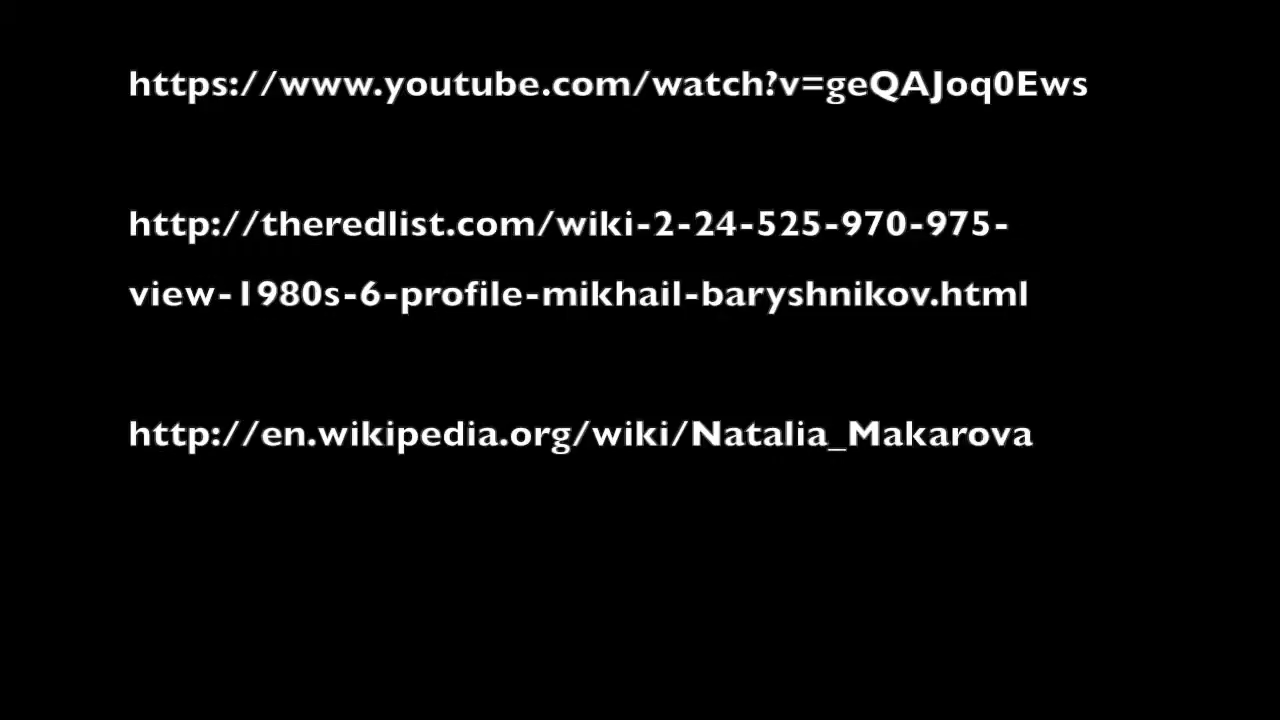 https://www.youtube.com/watch?v=geQAJoq0Ews
http://theredlist.com/wiki-2-24-525-970-975-
view-1980s-6-profile-mikhail-baryshnikov.html
http://en.wikipedia.org/wiki/Natalia_Makarova